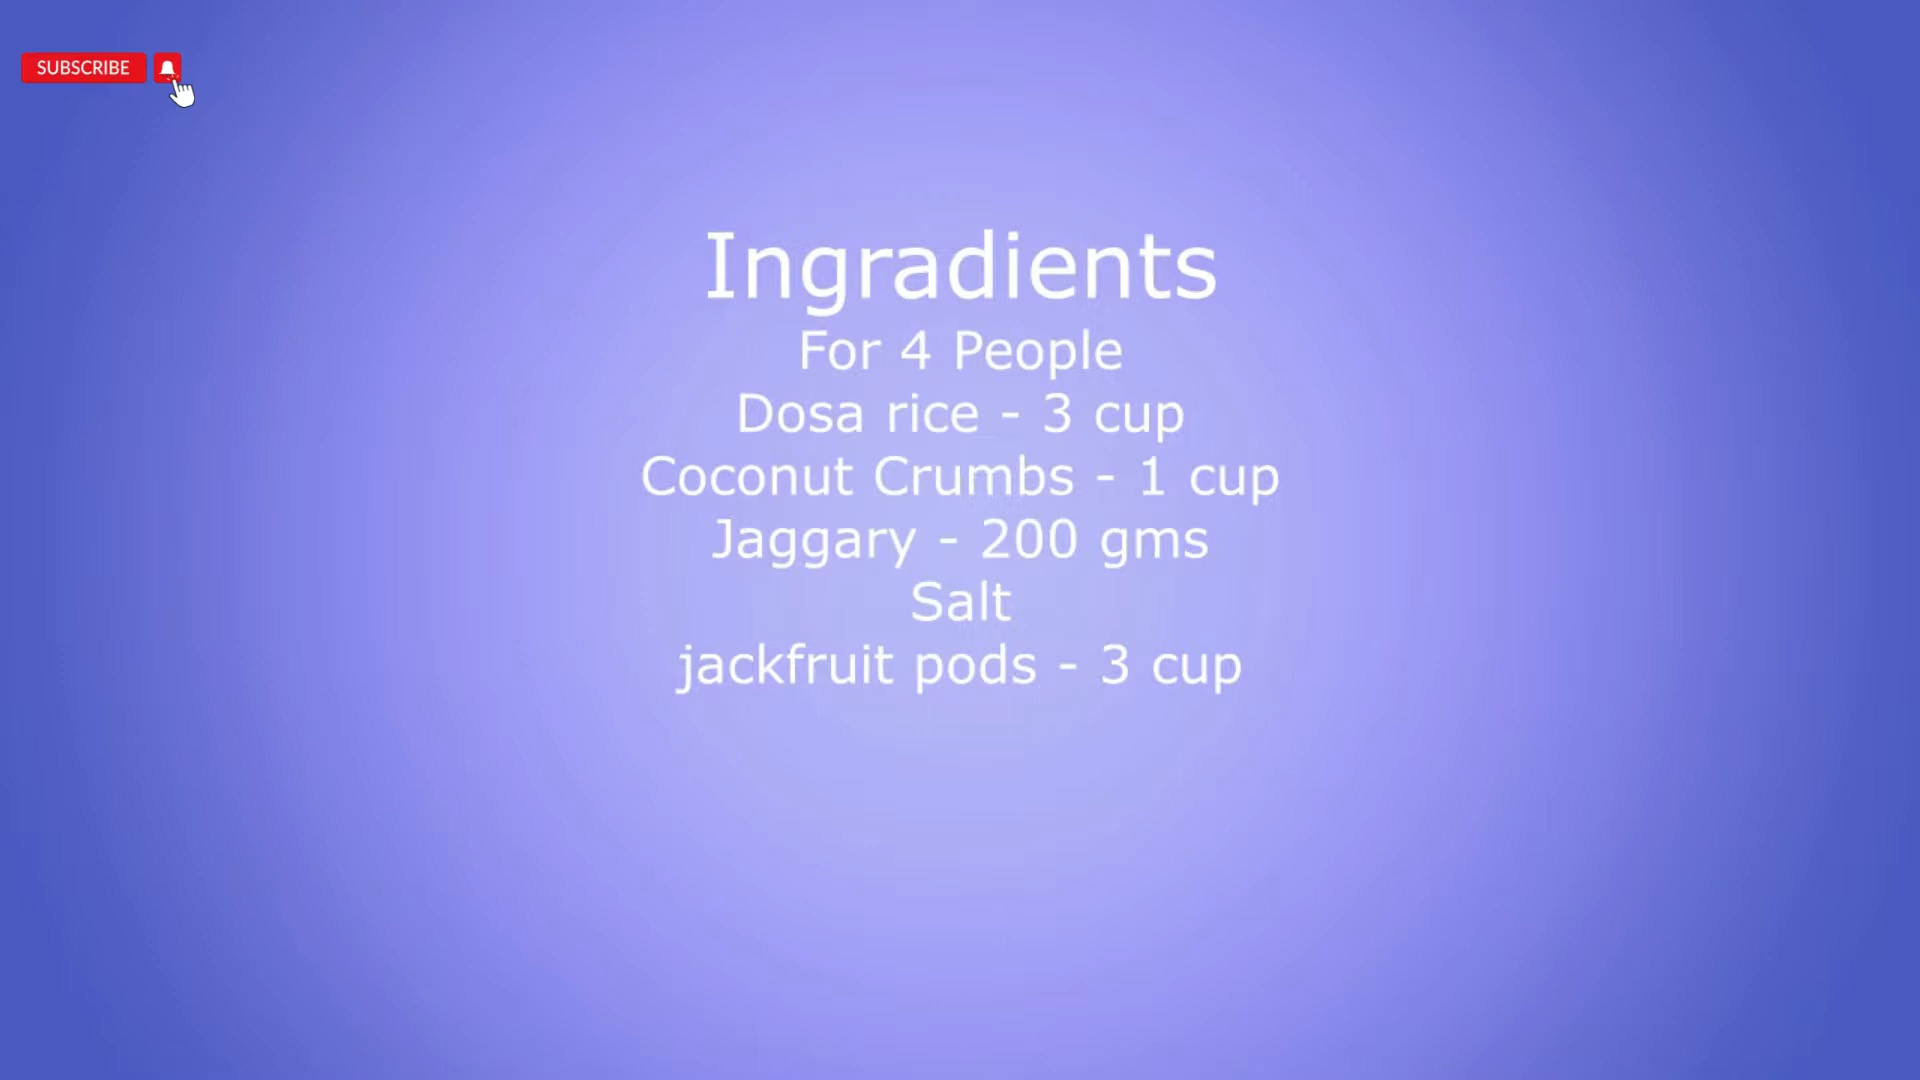 SUBSCRIBE
Ingradients
For 4 People
Dosa rice - 3 cup
Coconut Crumbs - 1 cup
Jaggary - 200 gms
Salt
jackfruit pods - 3 cup